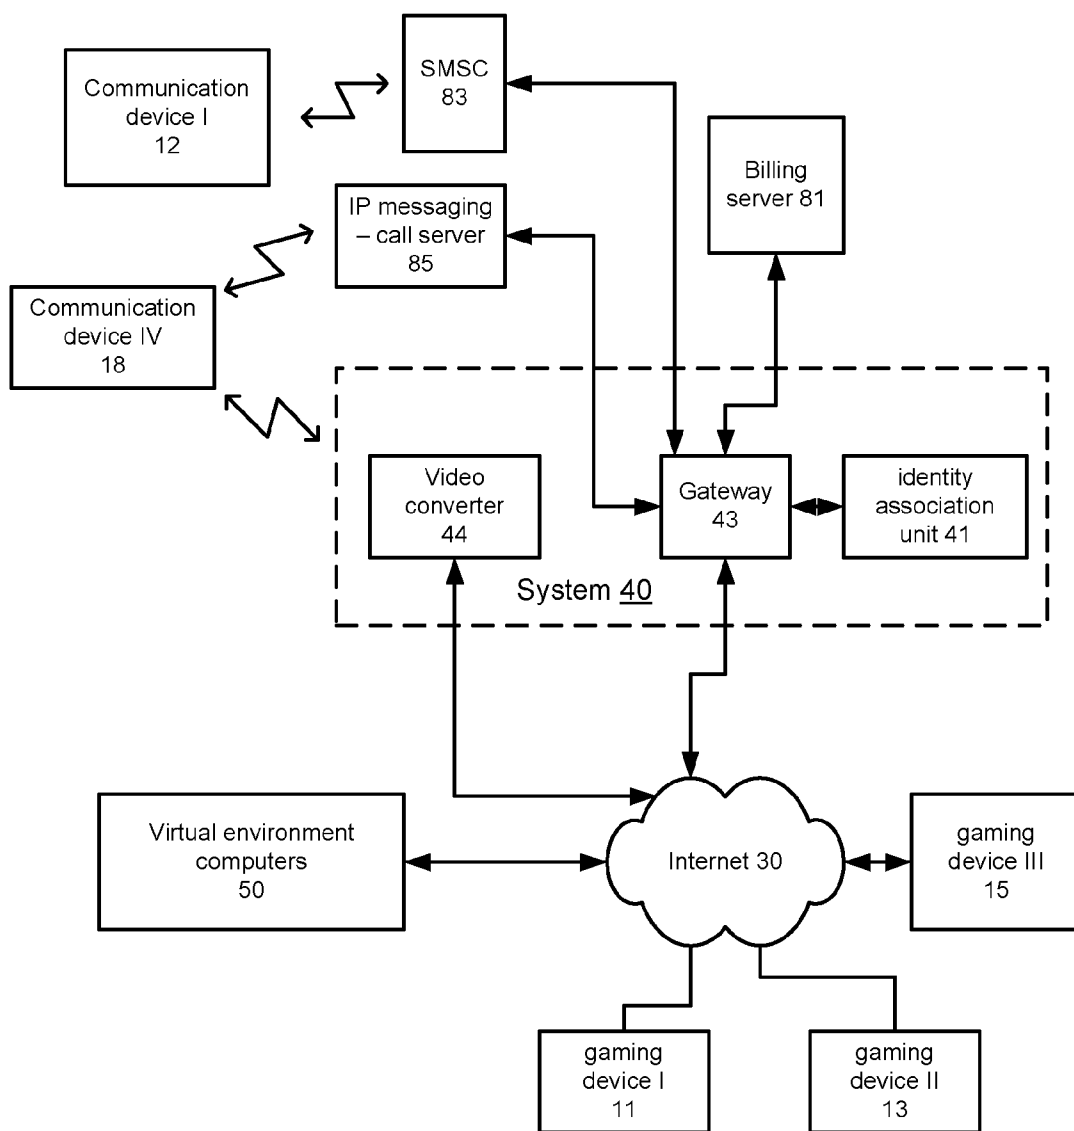 Communication
device I
12
SMSC
83
Billing
server 81
IP messaging
– call server
85
Communication
device IV
18
Video
converter
44
Gateway
43
identity
association
unit 41
System 40
Virtual environment
computers
50
Internet 30
gaming
device III
15
gaming
device I
11
gaming
device II
13